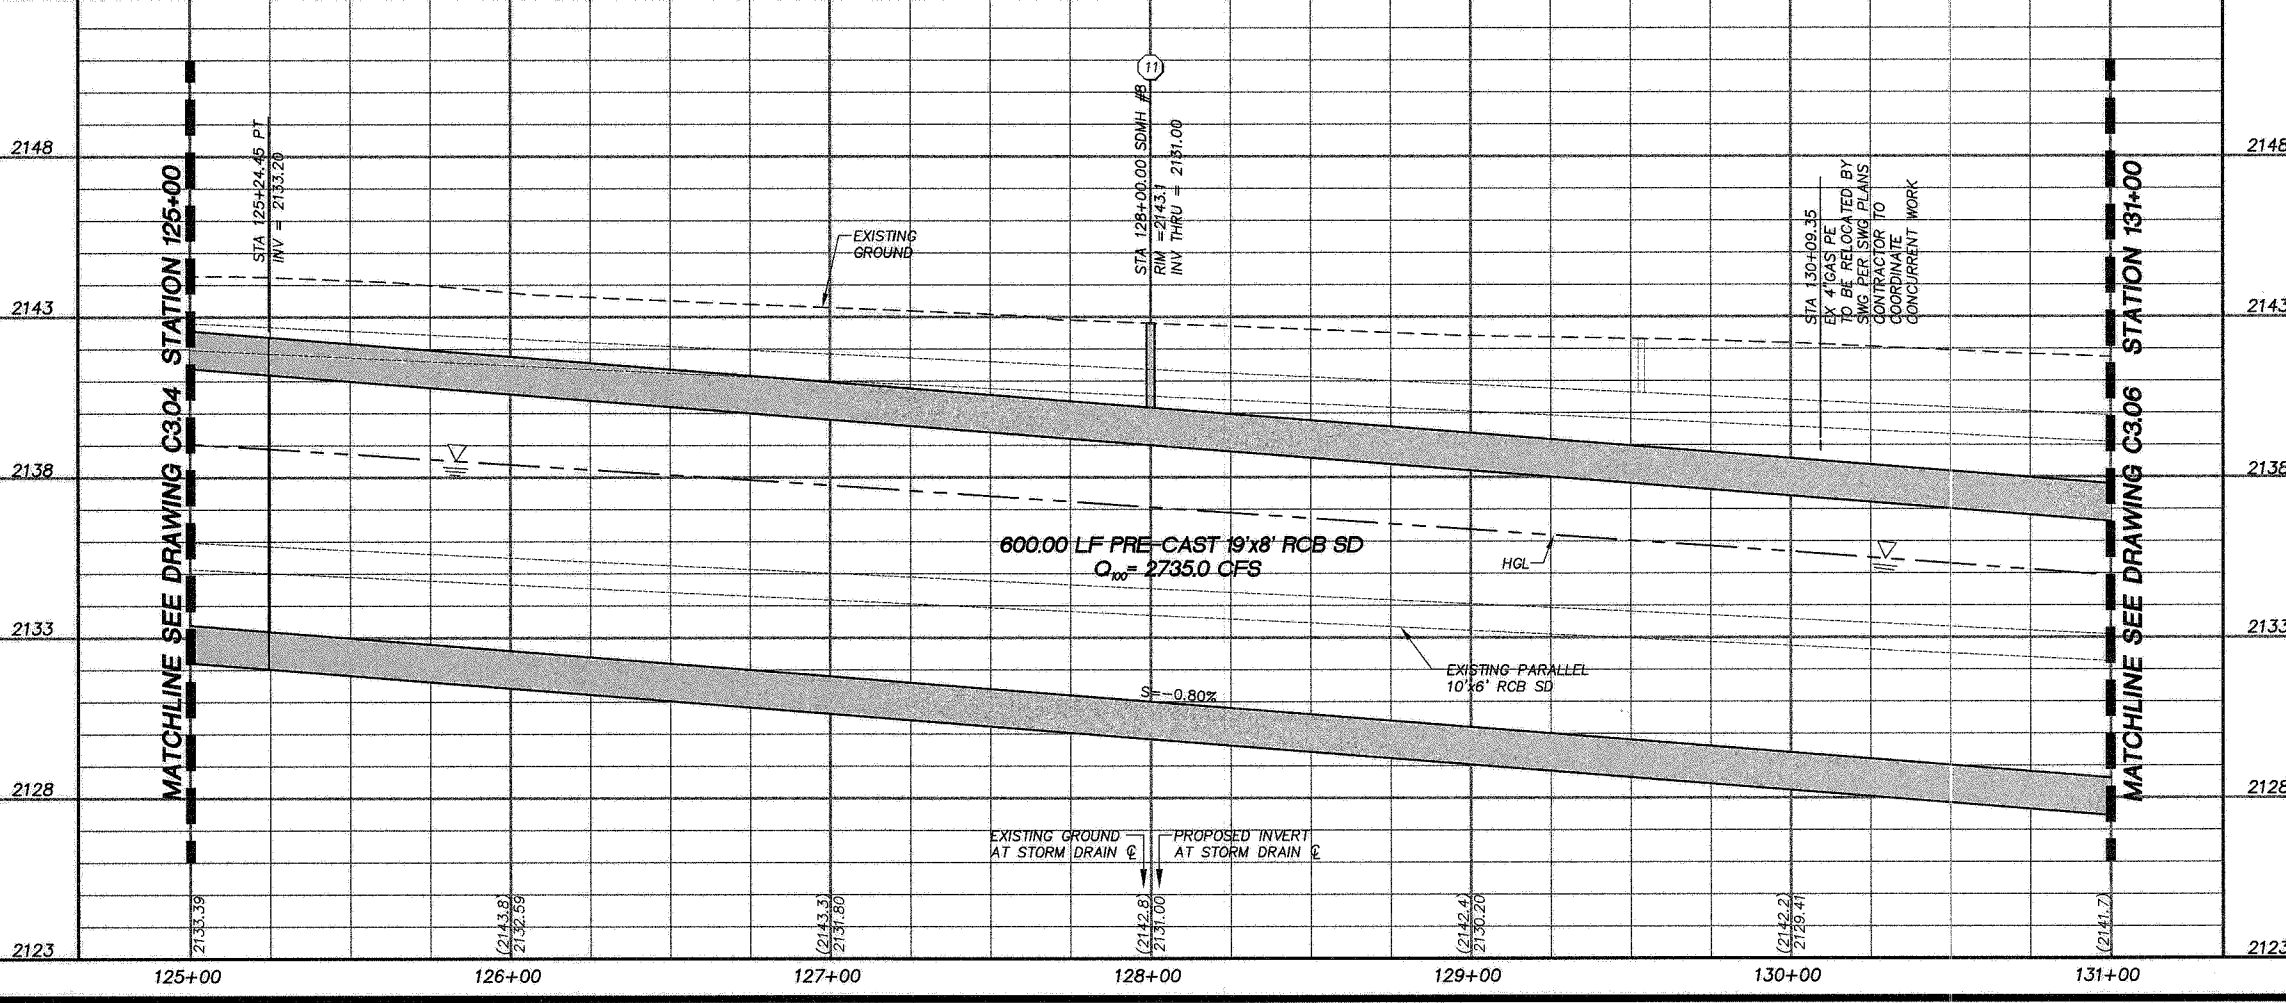 11
STA 128+00.00 SDMH #8
RIM =2143.1
INV THRU = 2131.00
STA 125+24.45 PT
INV = 2133.20
2148
2148
MATCHLINE SEE DRAWING C3.04 STATION 125+00
EXISTING
GROUND
STA 130+09.35
EX 4"GAS PE
TO BE RELOCATED BY
SWG PER SWG PLANS
CONTRACTOR TO
COORDINATE
CONCURRENT WORK
MATCHLINE SEE DRAWING C3.06 STATION 131+00
2143
2143
2138
2138
600.00 LF PRE-CAST 19'x8' RCB SD
Q100= 2735.0 CFS
HGL
2133
2133
EXISTING PARALLEL
10'x6' RCB SD
S=-0.80%
2128
2128
EXISTING GROUND
AT STORM DRAIN ℄
PROPOSED INVERT
AT STORM DRAIN ℄
2133.39
(2143.8)
2132.59
(2143.3)
2131.80
(2142.8)
2131.00
(2142.4)
2130.20
(2142.2)
2129.41
(2141.7)
2123
2123
125+00
126+00
127+00
128+00
129+00
130+00
131+00